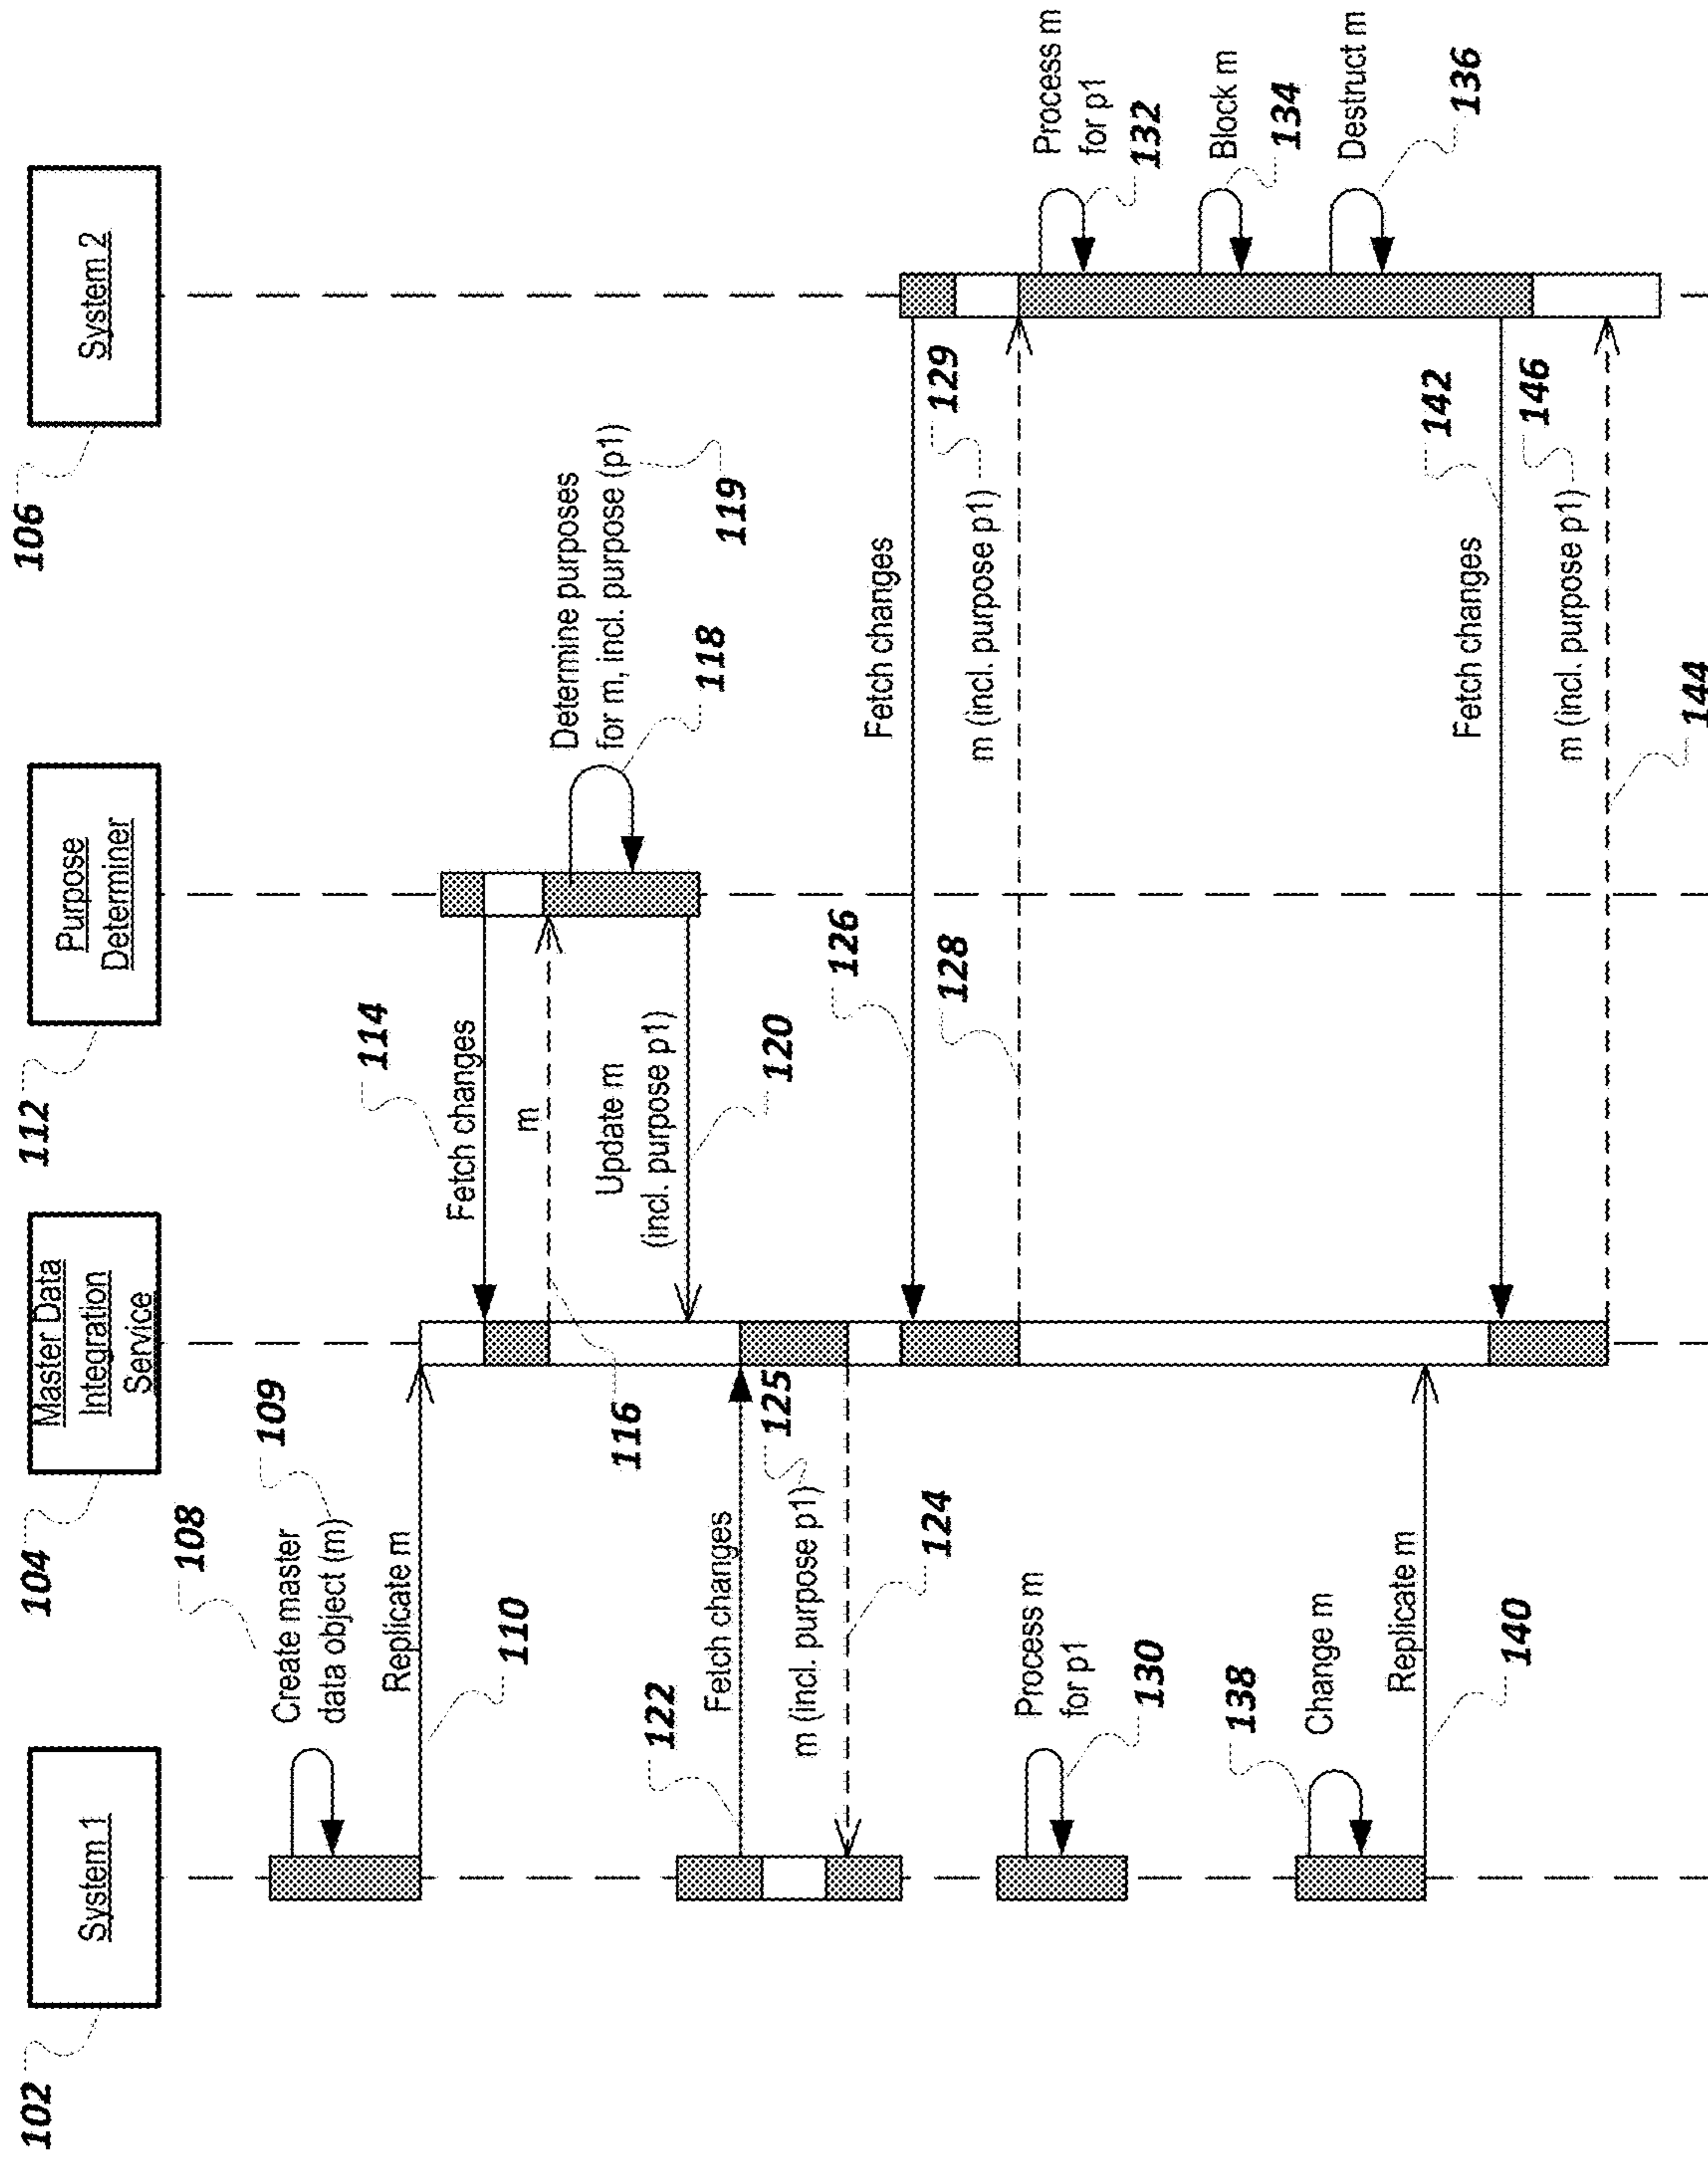 102
System 1
104
Master Data
Integration
Service
112
Purpose
Determiner
106
System 2
108
109
Create master
data object (m)
Replicate m
110
114
Fetch changes
m
116
Determine purposes
for m, incl. purpose (p1)
119
118
Update m
(incl. purpose p1)
120
122
Fetch changes
125
m (incl. purpose p1)
124
126
Fetch changes
128
129
m (incl. purpose p1)
Process m
for p1
130
Process m
for p1
132
Block m
134
Destruct m
136
138
Change m
Replicate m
140
142
Fetch changes
146
m (incl. purpose p1)
144